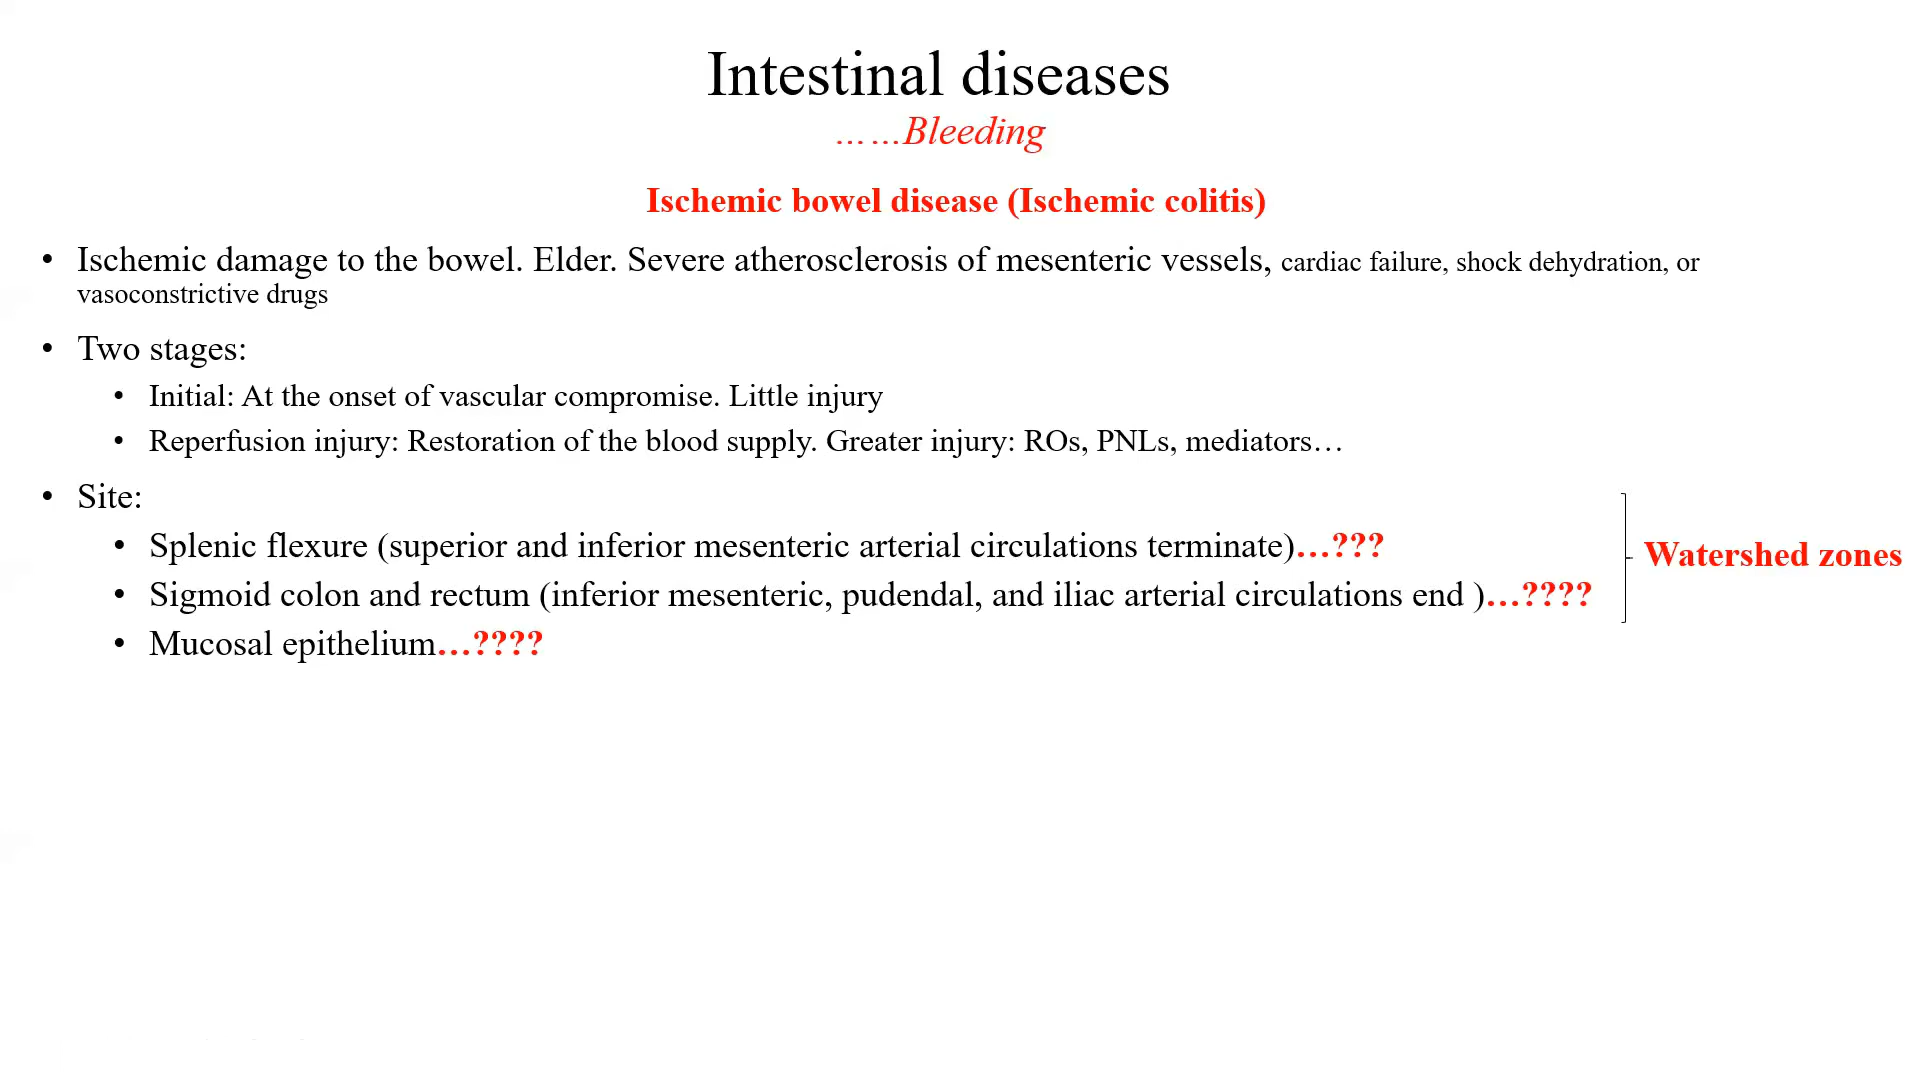 Intestinal diseases
……Bleeding
Ischemic bowel disease (Ischemic colitis)
• Ischemic damage to the bowel. Elder. Severe atherosclerosis of mesenteric vessels, cardiac failure, shock dehydration, or
vasoconstrictive drugs
• Two stages:
• Initial: At the onset of vascular compromise. Little injury
• Reperfusion injury: Restoration of the blood supply. Greater injury: ROs, PNLs, mediators…
• Site:
• Splenic flexure (superior and inferior mesenteric arterial circulations terminate)…???
• Sigmoid colon and rectum (inferior mesenteric, pudendal, and iliac arterial circulations end )…????
• Mucosal epithelium…????
Watershed zones